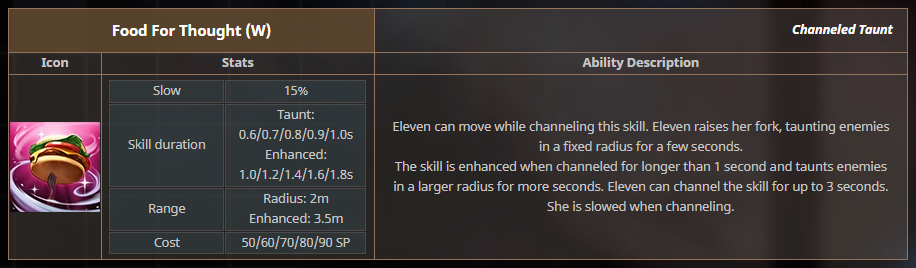 Food For Thought (W)
Channeled Taunt
Icon
Stats
Ability Description
Slow
15%
Skill duration
Taunt:
0.6/0.7/0.8/0.9/1.0s
Enhanced:
1.0/1.2/1.4/1.6/1.8s
Range
Radius: 2m
Enhanced: 3.5m
Cost
50/60/70/80/90 SP
Eleven can move while channeling this skill. Eleven raises her fork, taunting enemies
in a fixed radius for a few seconds.
The skill is enhanced when channeled for longer than 1 second and taunts enemies
in a larger radius for more seconds. Eleven can channel the skill for up to 3 seconds.
She is slowed when channeling.